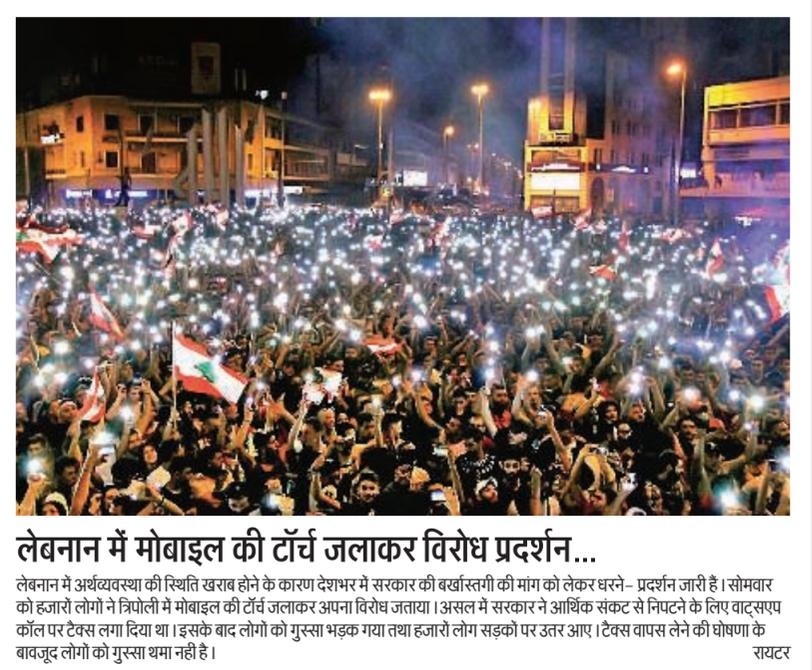 लेबनान में मोबाइल की टॉर्च जलाकर विरोध प्रदर्शन...
लेबनान में अर्थव्यवस्था की स्थिति खराब होने के कारण देशभर में सरकार की बर्खास्तगी की मांग को लेकर धरने- प्रदर्शन जारी हैं। सोमवार
को हजारों लोगों ने त्रिपोली में मोबाइल की टॉर्च जलाकर अपना विरोध जताया। असल में सरकार ने आर्थिक संकट से निपटने के लिए वाट्सएप
कॉल पर टैक्स लगा दिया था। इसके बाद लोगों को गुस्सा भड़क गया तथा हजारों लोग सड़कों पर उतर आए। टैक्स वापस लेने की घोषणा के
बावजूद लोगों को गुस्सा थमा नही है। रायटर